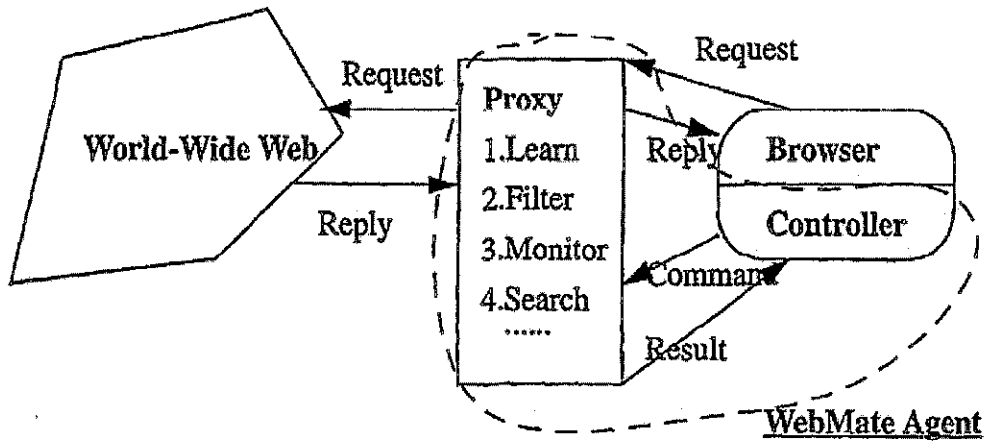 Request
Request
Proxy
World-Wide Web
1.Learn
Reply
Browser
2.Filter
Reply
Controller
3.Monitor
Command
4.Search
......
Result
WebMate Agent